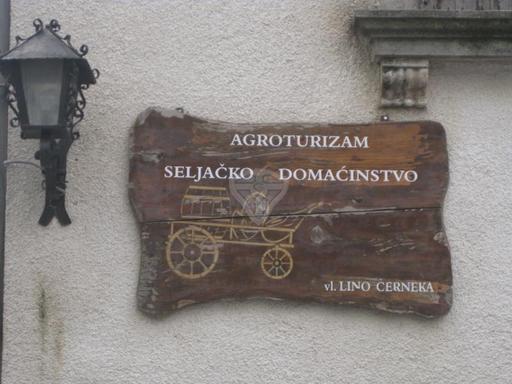 AGROTURIZAM
SELJAČKO DOMAĆINSTVO
vl. LINO ČERNEKA